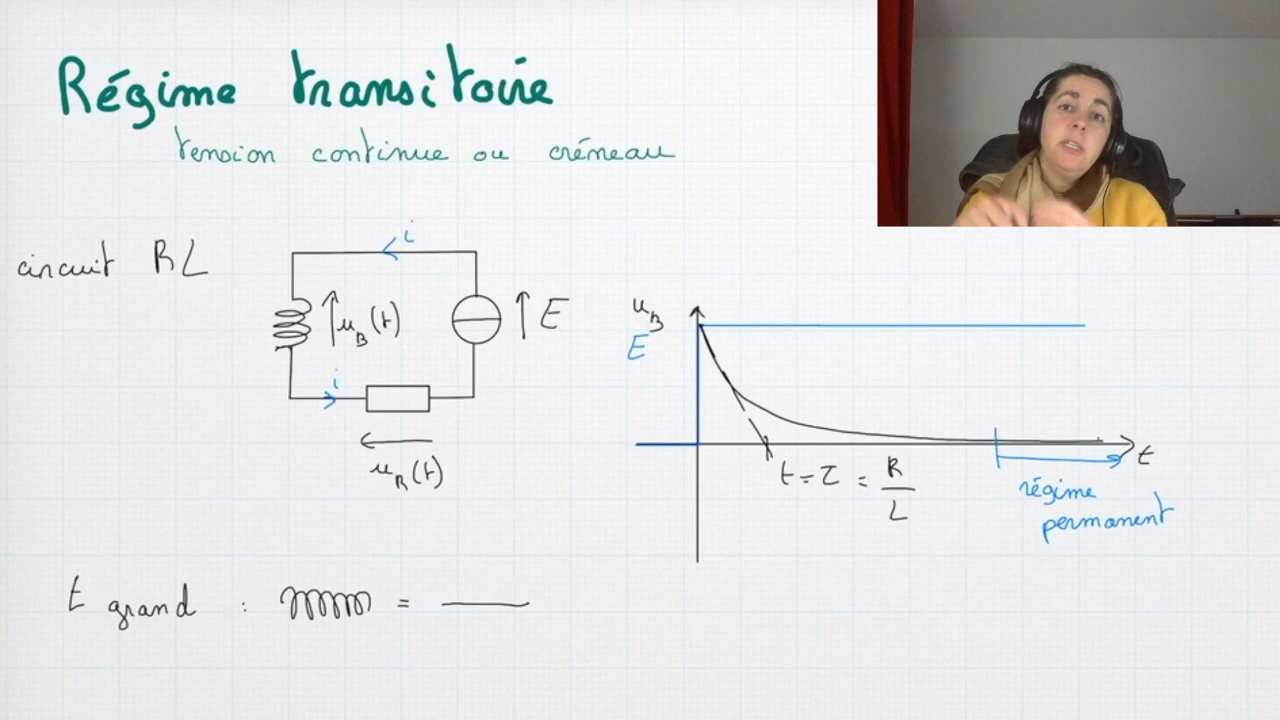 Régime transitoire
tension continue ou créneau
circuit RL
i
u_B(t)
E
i
u_R(t)
u_B
E
t
t = τ = R/L
régime
permanent
t grand : =